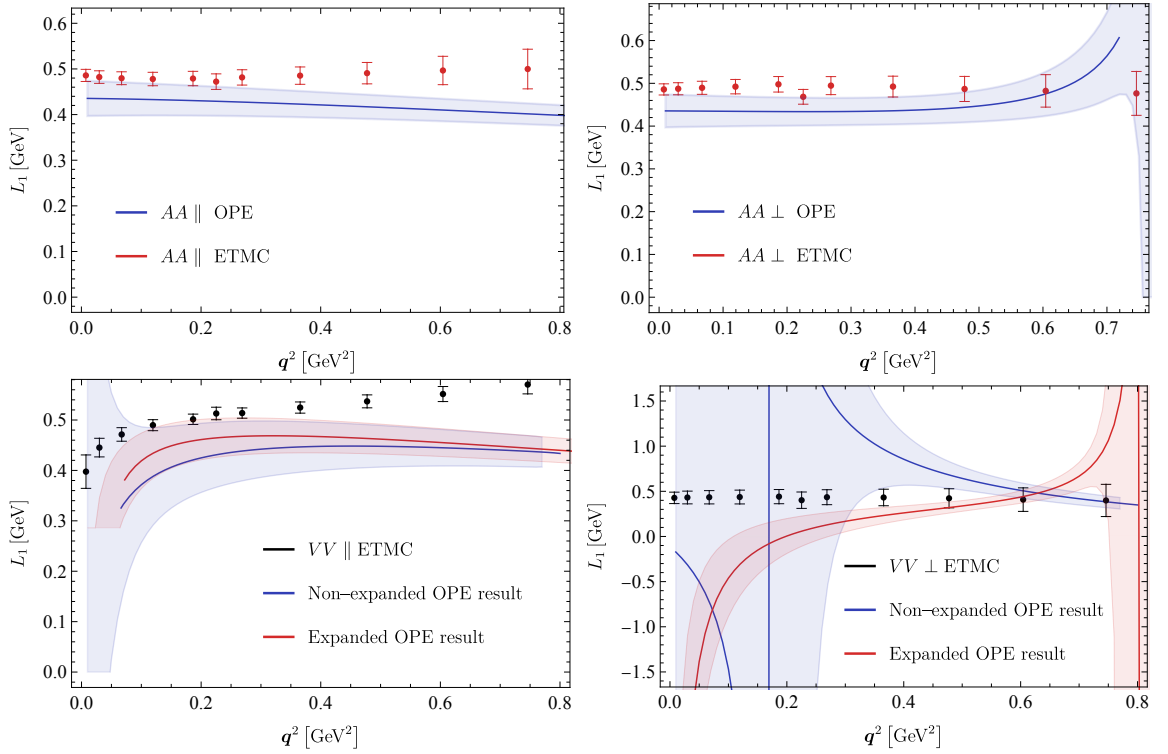 0.6
0.5
0.4
0.3
0.2
0.1
0.0
L₁ [GeV]
AA ∥ OPE
AA ∥ ETMC
0.0 0.2 0.4 0.6 0.8
q² [GeV²]
0.6
0.5
0.4
0.3
0.2
0.1
0.0
L₁ [GeV]
AA ⊥ OPE
AA ⊥ ETMC
0.0 0.1 0.2 0.3 0.4 0.5 0.6 0.7
q² [GeV²]
0.5
0.4
0.3
0.2
0.1
0.0
L₁ [GeV]
VV ∥ ETMC
Non–expanded OPE result
Expanded OPE result
0.0 0.2 0.4 0.6 0.8
q² [GeV²]
1.5
1.0
0.5
0.0
−0.5
−1.0
−1.5
L₁ [GeV]
VV ⊥ ETMC
Non–expanded OPE result
Expanded OPE result
0.0 0.2 0.4 0.6 0.8
q² [GeV²]